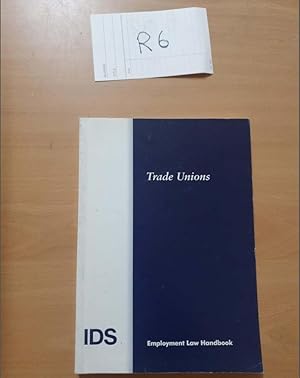 R6
Trade Unions
IDS
Employment Law Handbook